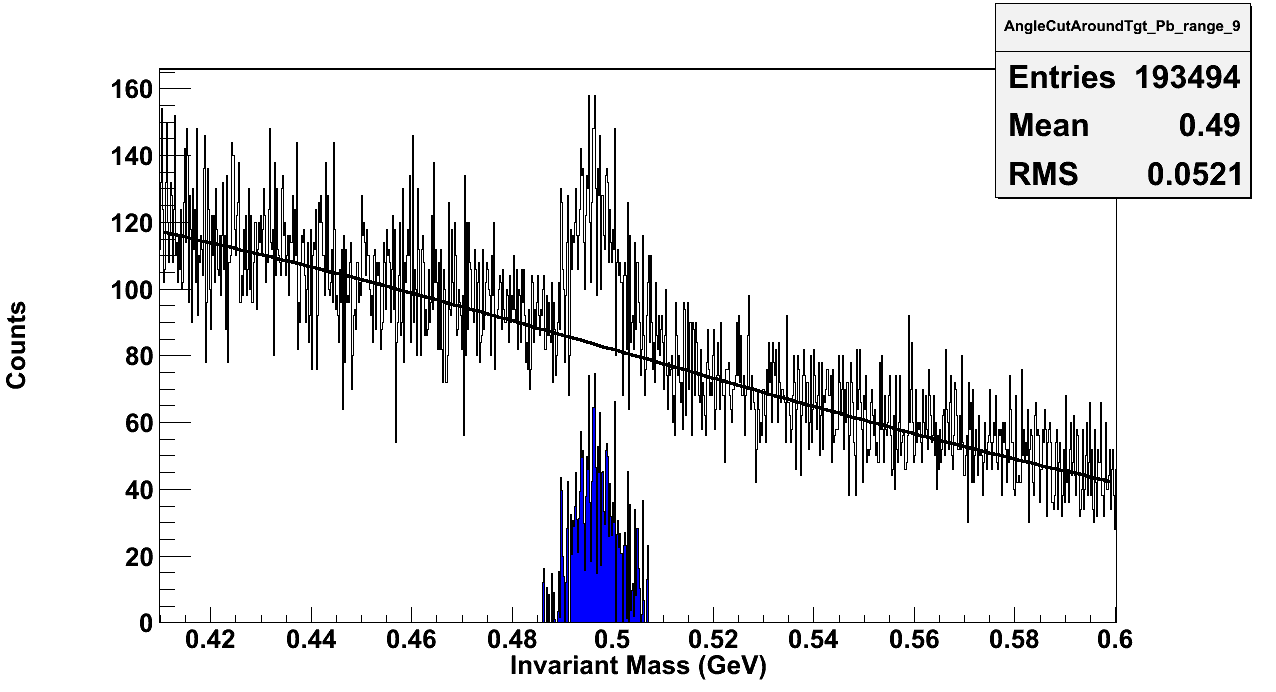 AngleCutAroundTgt_Pb_range_9
Entries 193494
Mean 0.49
RMS 0.0521
Counts
160
140
120
100
80
60
40
20
0
0.42 0.44 0.46 0.48 0.5 0.52 0.54 0.56 0.58 0.6
Invariant Mass (GeV)